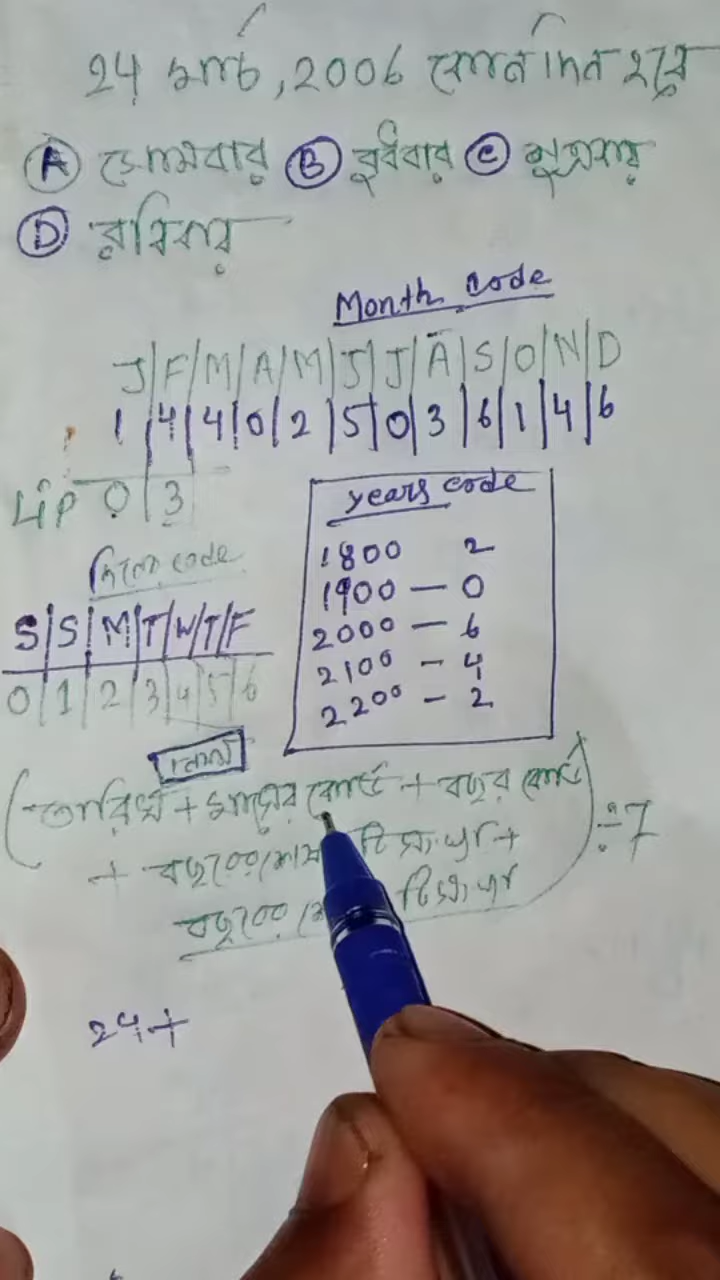 24 মার্চ, 2006 কোন দিন হবে
A সোমবার B বুধবার C শুক্রবার
D রবিবার
Month code
J|F|M|A|M|J|J|A|S|O|N|D
1|4|4|0|2|5|0|3|6|1|4|6
Lip 0|3
code
years code
1800 2
1900 — 0
2000 — 6
2100 - 4
2200 - 2
S|S|M|T|W|T|F
0|1|2|3|4|5|6
(তারিখ + মাসের কোড + বছর কোড
+ বছরের
বছরের
) ÷ 7
24 +